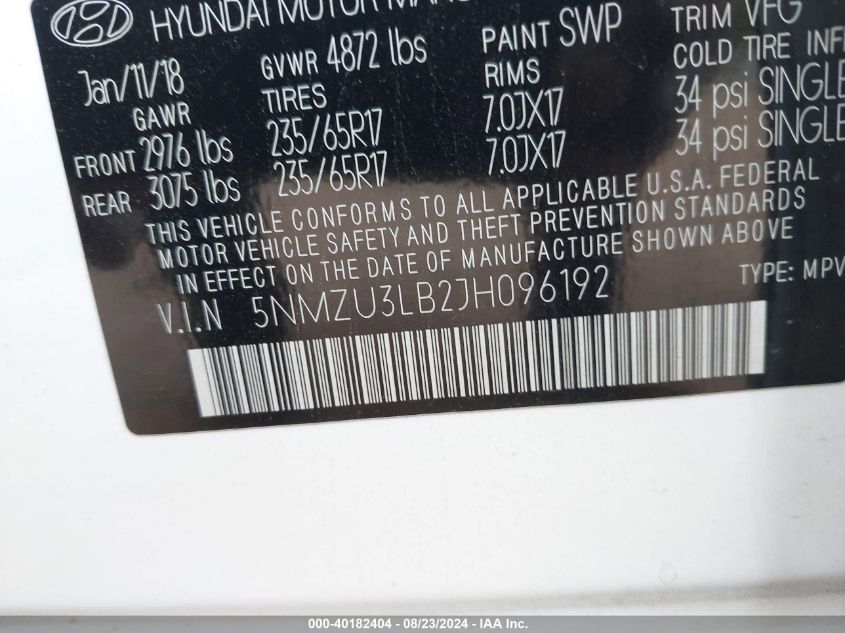 HYUNDAI MOTOR
Jan/11/18 GVWR 4872 lbs PAINT SWP TRIM VFG
GAWR TIRES RIMS COLD TIRE
FRONT 2976 lbs 235/65R17 7.0JX17 34 psi SINGLE
REAR 3075 lbs 235/65R17 7.0JX17 34 psi SINGLE
THIS VEHICLE CONFORMS TO ALL APPLICABLE U.S.A. FEDERAL
MOTOR VEHICLE SAFETY AND THEFT PREVENTION STANDARDS
IN EFFECT ON THE DATE OF MANUFACTURE SHOWN ABOVE
V.I.N 5NMZU3LB2JH096192 TYPE: MPV
000-40182404 - 08/23/2024 - IAA Inc.